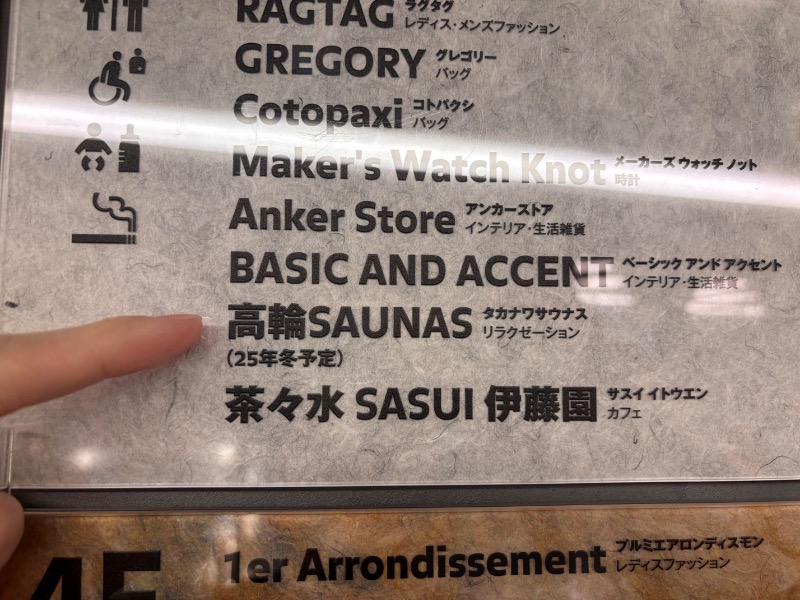 RAGTAG ラグタグ
レディス・メンズファッション
GREGORY グレゴリー
バッグ
Cotopaxi コトパクシ
バッグ
Maker's Watch Knot メーカーズ ウォッチ ノット
時計
Anker Store アンカーストア
インテリア・生活雑貨
BASIC AND ACCENT ベーシック アンド アクセント
インテリア・生活雑貨
高輪SAUNAS タカナワサウナス
リラクゼーション
(25年冬予定)
茶々水 SASUI 伊藤園 サスイ イトウエン
カフェ
4F
1er Arrondissement プルミエアロンディスモン
レディスファッション